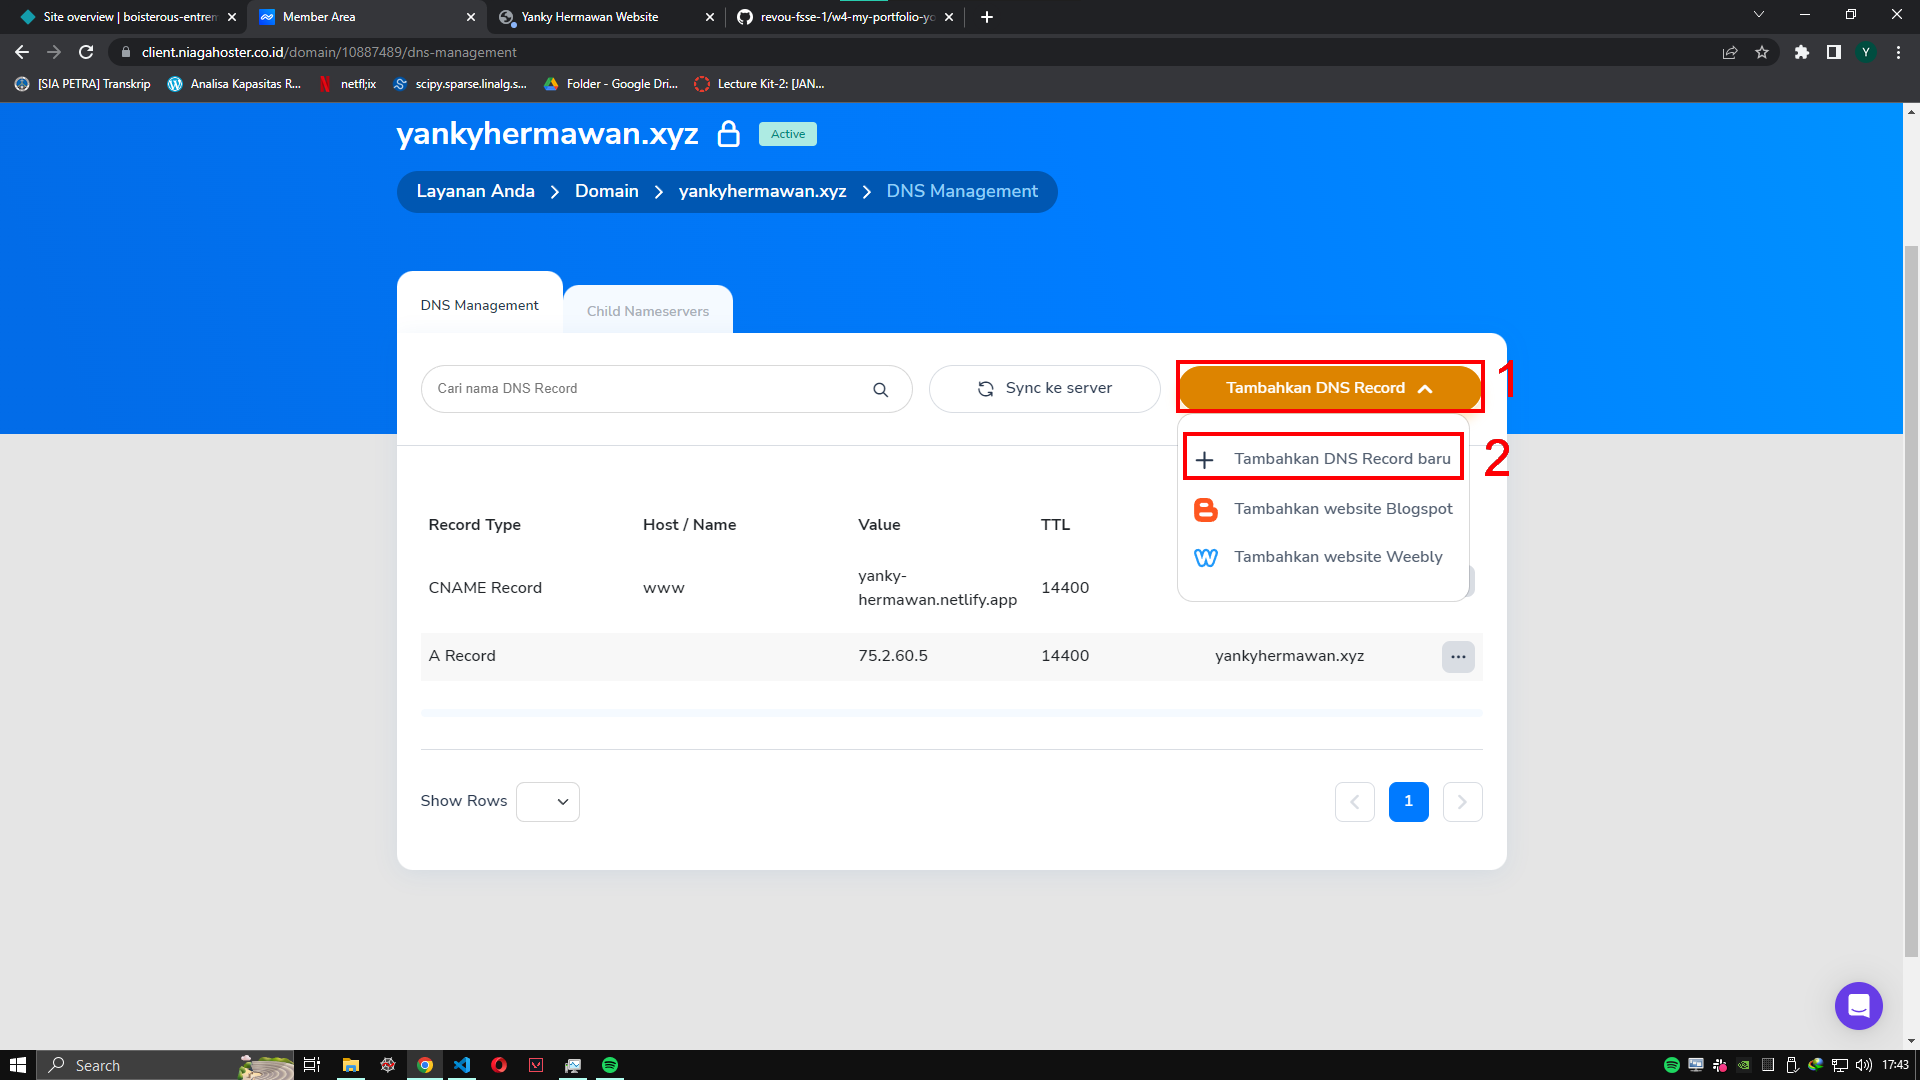 Site overview | boisterous-entrem
Member Area
Yanky Hermawan Website
revou-fsse-1/w4-my-portfolio-yo
client.niagahoster.co.id/domain/10887489/dns-management
Y
[SIA PETRA] Transkrip
Analisa Kapasitas R...
netfl;ix
scipy.sparse.linalg.s...
Folder - Google Dri...
Lecture Kit-2: [JAN...
yankyhermawan.xyz
Active
Layanan Anda > Domain > yankyhermawan.xyz > DNS Management
DNS Management
Child Nameservers
Cari nama DNS Record
Sync ke server
Tambahkan DNS Record
1
Tambahkan DNS Record baru
2
Tambahkan website Blogspot
Tambahkan website Weebly
Record Type Host / Name Value TTL
CNAME Record www yanky-
hermawan.netlify.app 14400
A Record 75.2.60.5 14400 yankyhermawan.xyz
Show Rows
1
Search
17:43